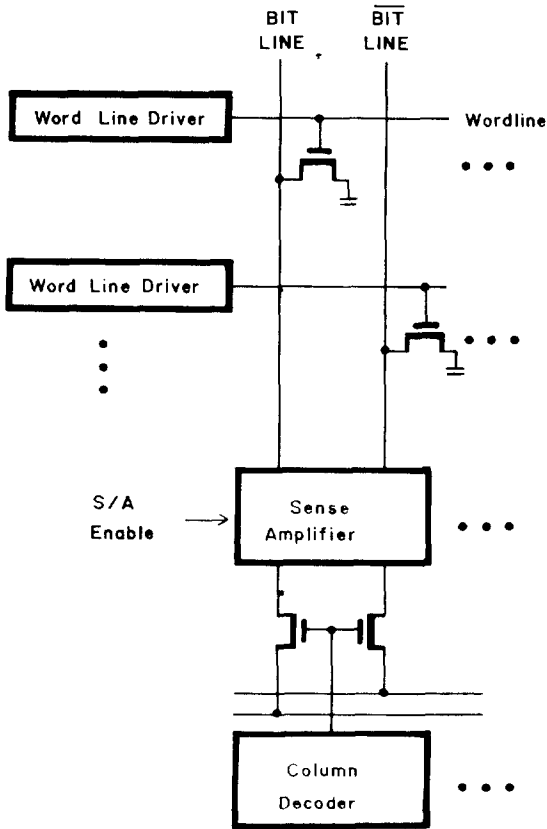 BIT
LINE
BIT
LINE
Word Line Driver
Wordline
Word Line Driver
S/A
Enable
Sense
Amplifier
Column
Decoder